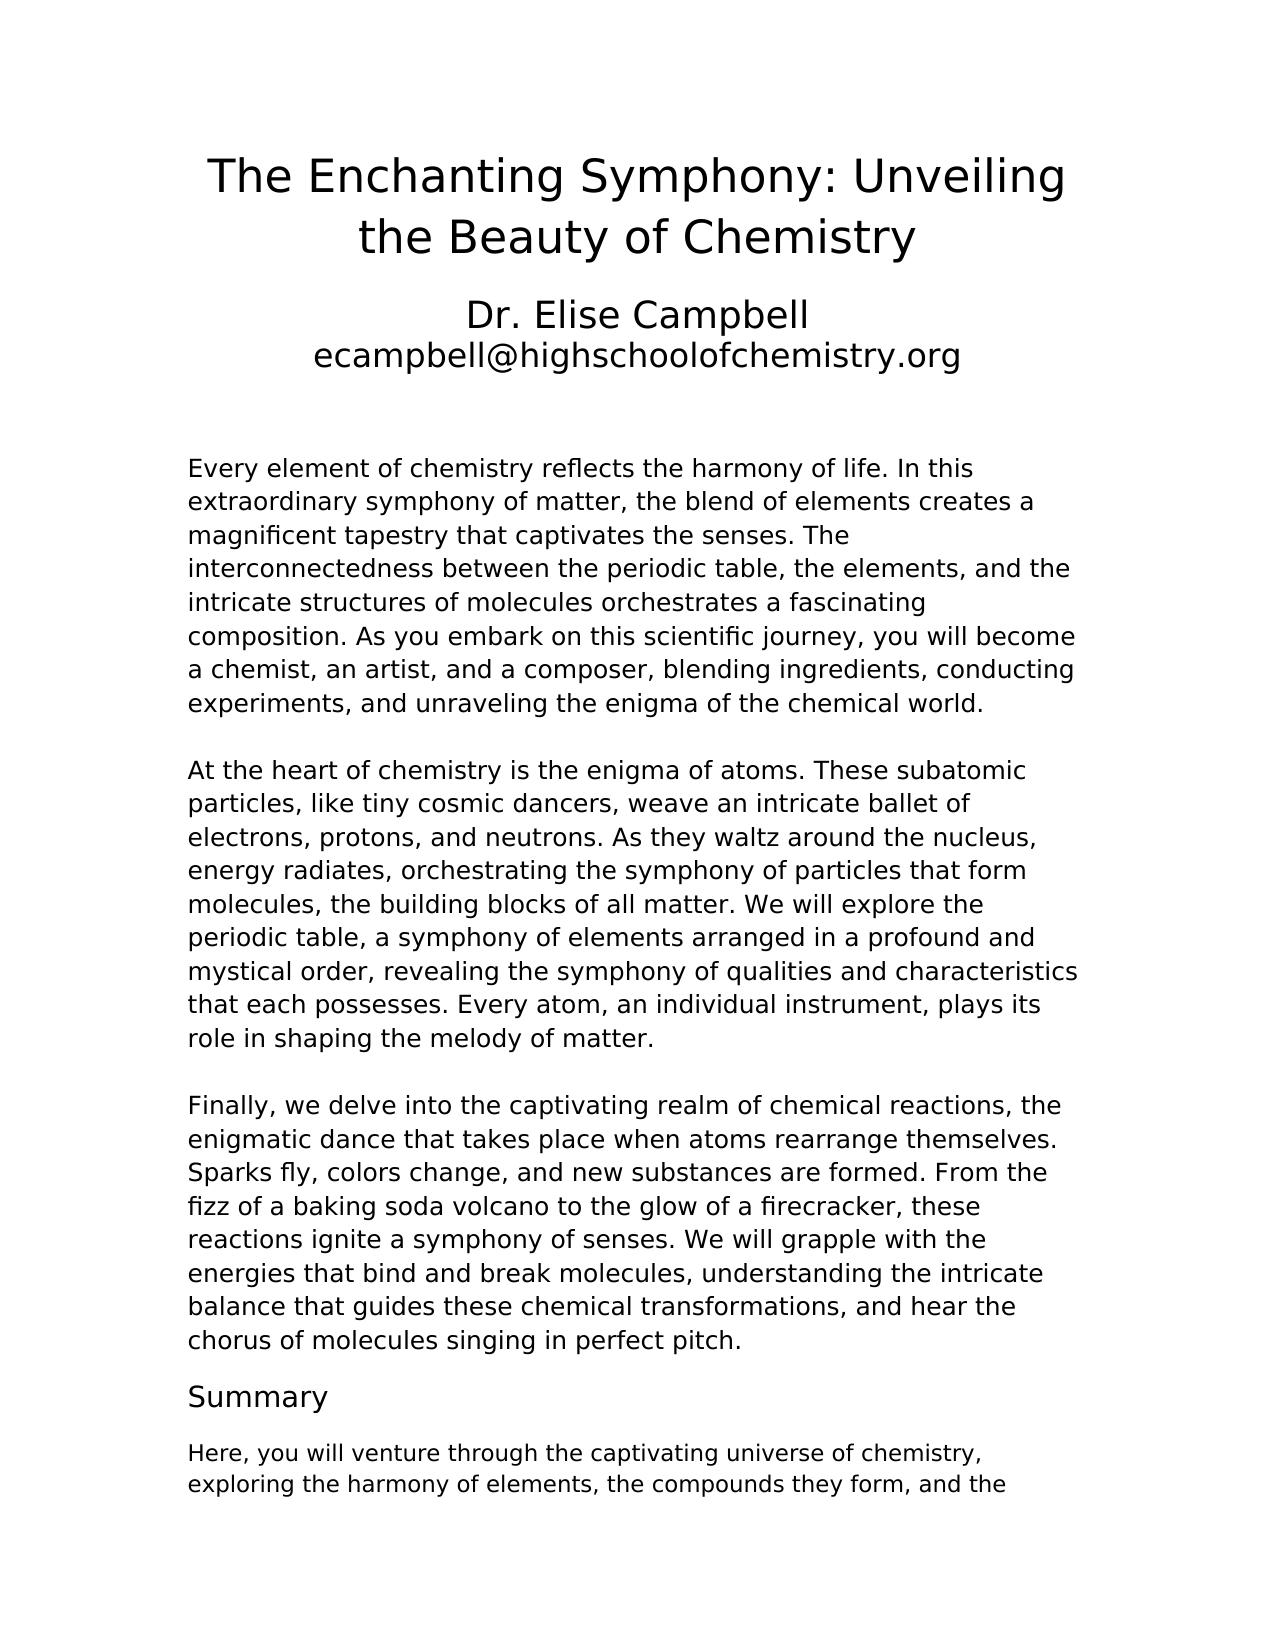 The Enchanting Symphony: Unveiling
the Beauty of Chemistry
Dr. Elise Campbell
ecampbell@highschoolofchemistry.org
Every element of chemistry reflects the harmony of life. In this
extraordinary symphony of matter, the blend of elements creates a
magnificent tapestry that captivates the senses. The
interconnectedness between the periodic table, the elements, and the
intricate structures of molecules orchestrates a fascinating
composition. As you embark on this scientific journey, you will become
a chemist, an artist, and a composer, blending ingredients, conducting
experiments, and unraveling the enigma of the chemical world.
At the heart of chemistry is the enigma of atoms. These subatomic
particles, like tiny cosmic dancers, weave an intricate ballet of
electrons, protons, and neutrons. As they waltz around the nucleus,
energy radiates, orchestrating the symphony of particles that form
molecules, the building blocks of all matter. We will explore the
periodic table, a symphony of elements arranged in a profound and
mystical order, revealing the symphony of qualities and characteristics
that each possesses. Every atom, an individual instrument, plays its
role in shaping the melody of matter.
Finally, we delve into the captivating realm of chemical reactions, the
enigmatic dance that takes place when atoms rearrange themselves.
Sparks fly, colors change, and new substances are formed. From the
fizz of a baking soda volcano to the glow of a firecracker, these
reactions ignite a symphony of senses. We will grapple with the
energies that bind and break molecules, understanding the intricate
balance that guides these chemical transformations, and hear the
chorus of molecules singing in perfect pitch.
Summary
Here, you will venture through the captivating universe of chemistry,
exploring the harmony of elements, the compounds they form, and the